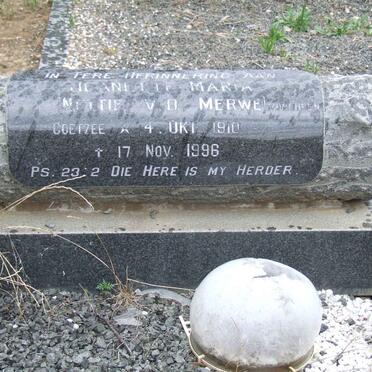 IN TERE HERINNERING AAN
JEANETTE MARIA
NETTIE V.D. MERWE
COETZEE ✶ 4. OKT. 1910
† 17 NOV. 1996
PS. 23:2 DIE HERE IS MY HERDER.